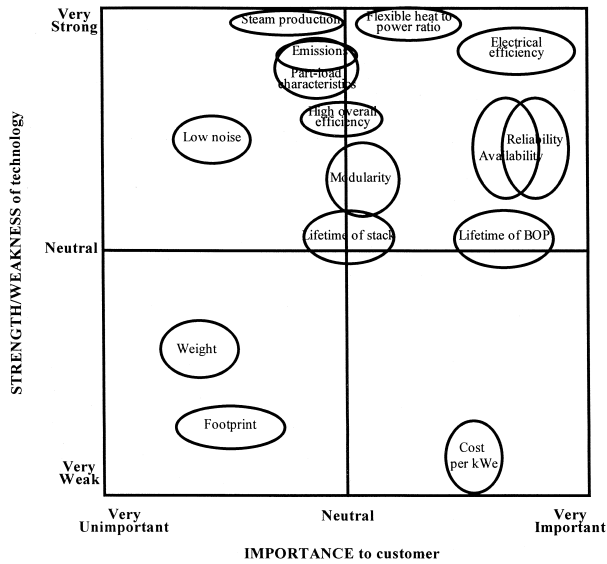 Very
Strong
Steam production
Flexible heat to
power ratio
Electrical
efficiency
Emissions
Part-load
characteristics
High overall
efficiency
Low noise
Reliability
Availability
Modularity
Lifetime of stack
Lifetime of BOP
Neutral
STRENGTH/WEAKNESS of technology
Weight
Footprint
Cost
per kWe
Very
Weak
Very
Unimportant
Neutral
Very
Important
IMPORTANCE to customer